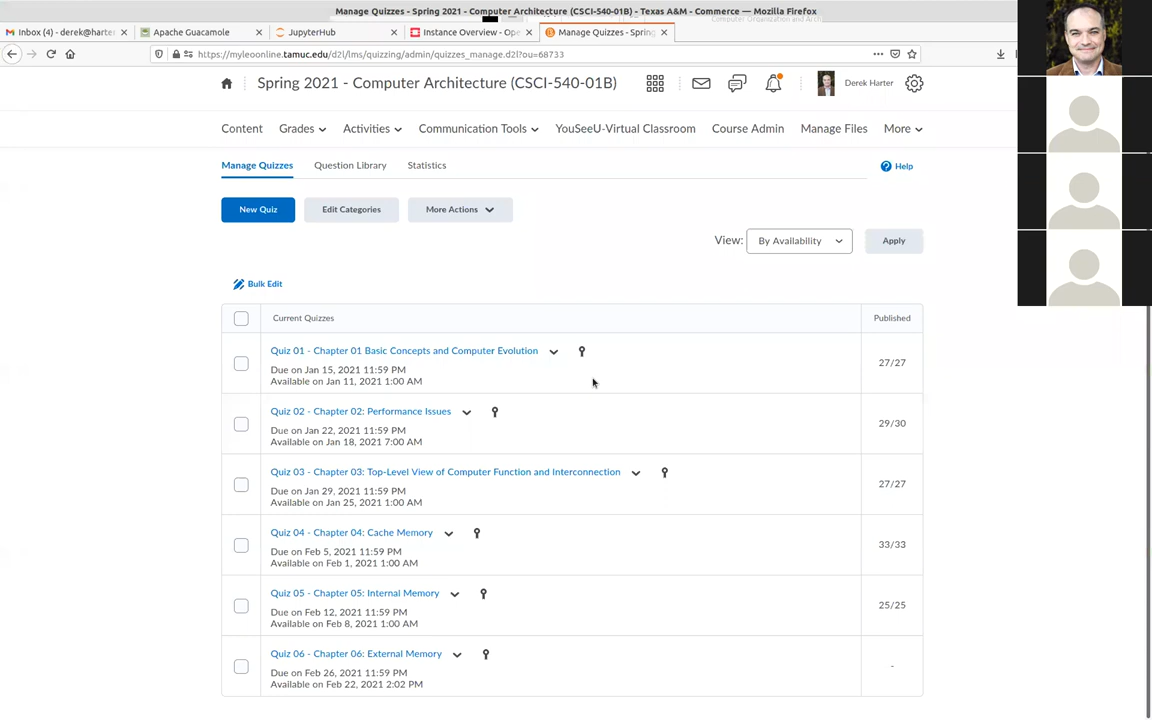 Manage Quizzes - Spring 2021 - Computer Architecture (CSCI-540-01B) - Texas A&M - Commerce — Mozilla Firefox
Inbox (4) - derek@harter
Apache Guacamole
JupyterHub
Instance Overview - Ope
Manage Quizzes - Spring
https://myleoonline.tamuc.edu/d2l/lms/quizzing/admin/quizzes_manage.d2l?ou=68733
Spring 2021 - Computer Architecture (CSCI-540-01B)
Derek Harter
Content Grades Activities Communication Tools YouSeeU-Virtual Classroom Course Admin Manage Files More
Manage Quizzes Question Library Statistics
Help
New Quiz Edit Categories More Actions
View: By Availability Apply
Bulk Edit
Current Quizzes Published
Quiz 01 - Chapter 01 Basic Concepts and Computer Evolution
Due on Jan 15, 2021 11:59 PM
27/27
Available on Jan 11, 2021 1:00 AM
Quiz 02 - Chapter 02: Performance Issues
Due on Jan 22, 2021 11:59 PM
29/30
Available on Jan 18, 2021 7:00 AM
Quiz 03 - Chapter 03: Top-Level View of Computer Function and Interconnection
Due on Jan 29, 2021 11:59 PM
27/27
Available on Jan 25, 2021 1:00 AM
Quiz 04 - Chapter 04: Cache Memory
Due on Feb 5, 2021 11:59 PM
33/33
Available on Feb 1, 2021 1:00 AM
Quiz 05 - Chapter 05: Internal Memory
Due on Feb 12, 2021 11:59 PM
25/25
Available on Feb 8, 2021 1:00 AM
Quiz 06 - Chapter 06: External Memory
Due on Feb 26, 2021 11:59 PM
-
Available on Feb 22, 2021 2:02 PM